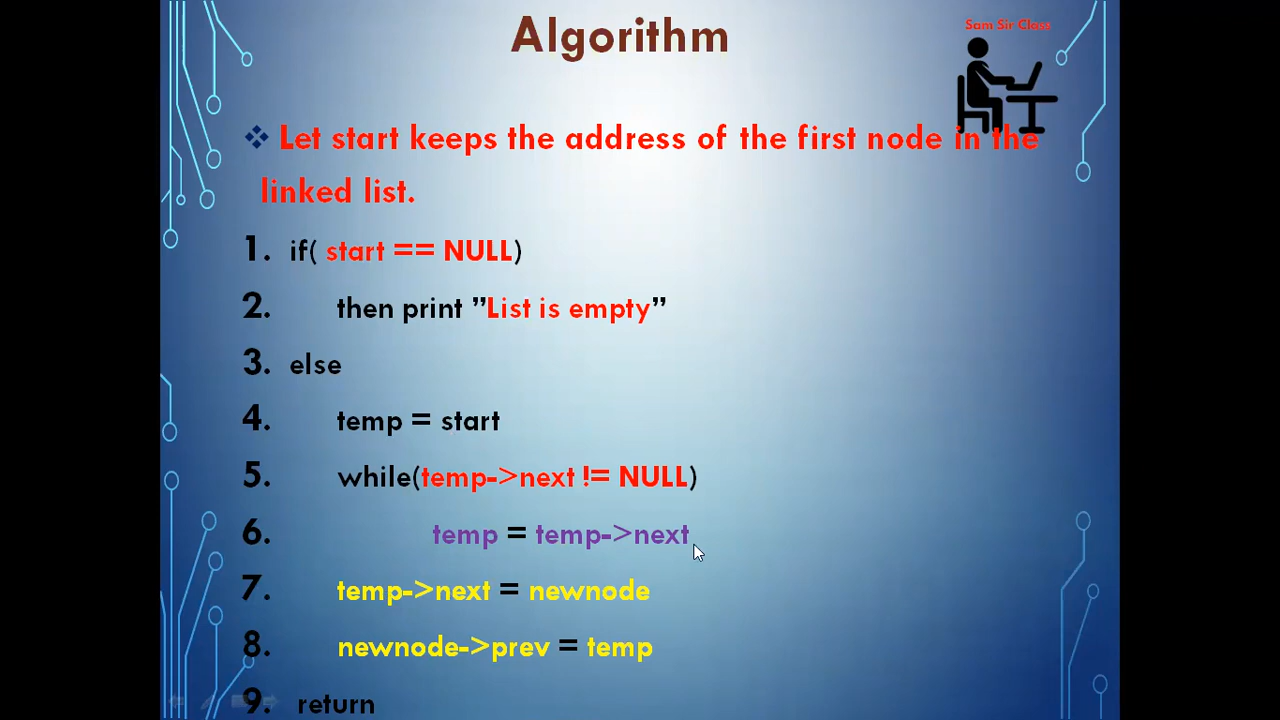 Algorithm
Sam Sir Class
❖ Let start keeps the address of the first node in the
linked list.
1. if( start == NULL)
2. then print ”List is empty”
3. else
4. temp = start
5. while(temp->next != NULL)
6. temp = temp->next
7. temp->next = newnode
8. newnode->prev = temp
9. return